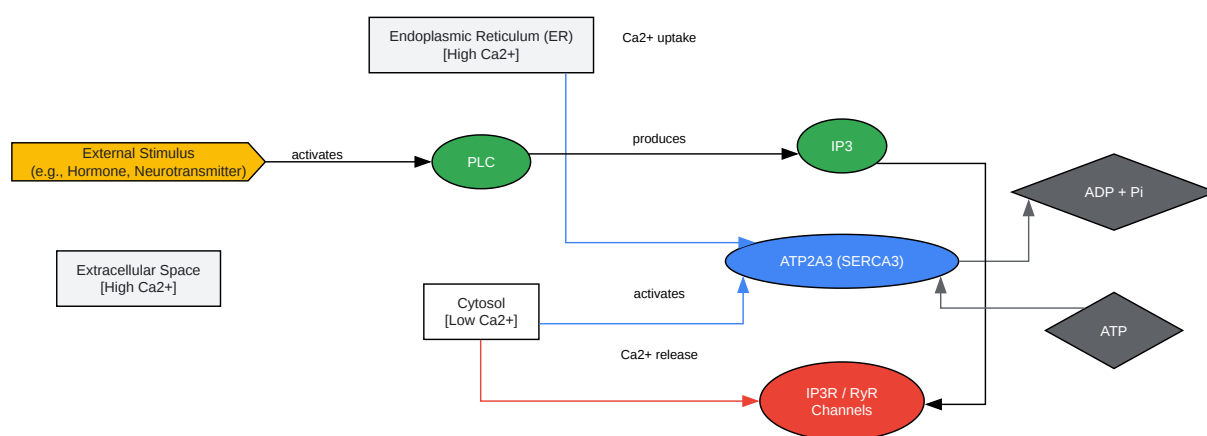 Endoplasmic Reticulum (ER)
[High Ca2+]
Ca2+ uptake
External Stimulus
(e.g., Hormone, Neurotransmitter)
activates
PLC
produces
IP3
ADP + Pi
Extracellular Space
[High Ca2+]
ATP2A3 (SERCA3)
Cytosol
[Low Ca2+]
activates
ATP
Ca2+ release
IP3R / RyR
Channels